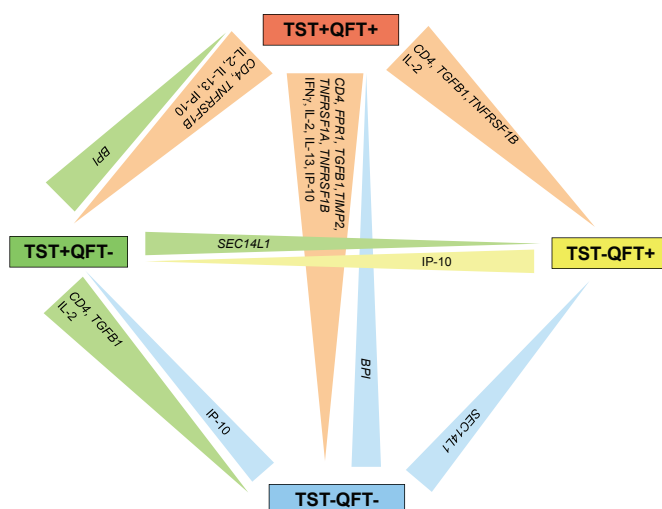 TST+QFT+
CD4, TNFRSF1B
IL-2, IL-13, IP-10
BPI
CD4, FPR1, TGFB1,TIMP2,
TNFRSF1A, TNFRSF1B
IFNγ, IL-2, IL-13, IP-10
CD4, TGFB1,TNFRSF1B
IL-2
TST+QFT-
SEC14L1
IP-10
TST-QFT+
CD4, TGFB1
IL-2
IP-10
BPI
SEC14L1
TST-QFT-